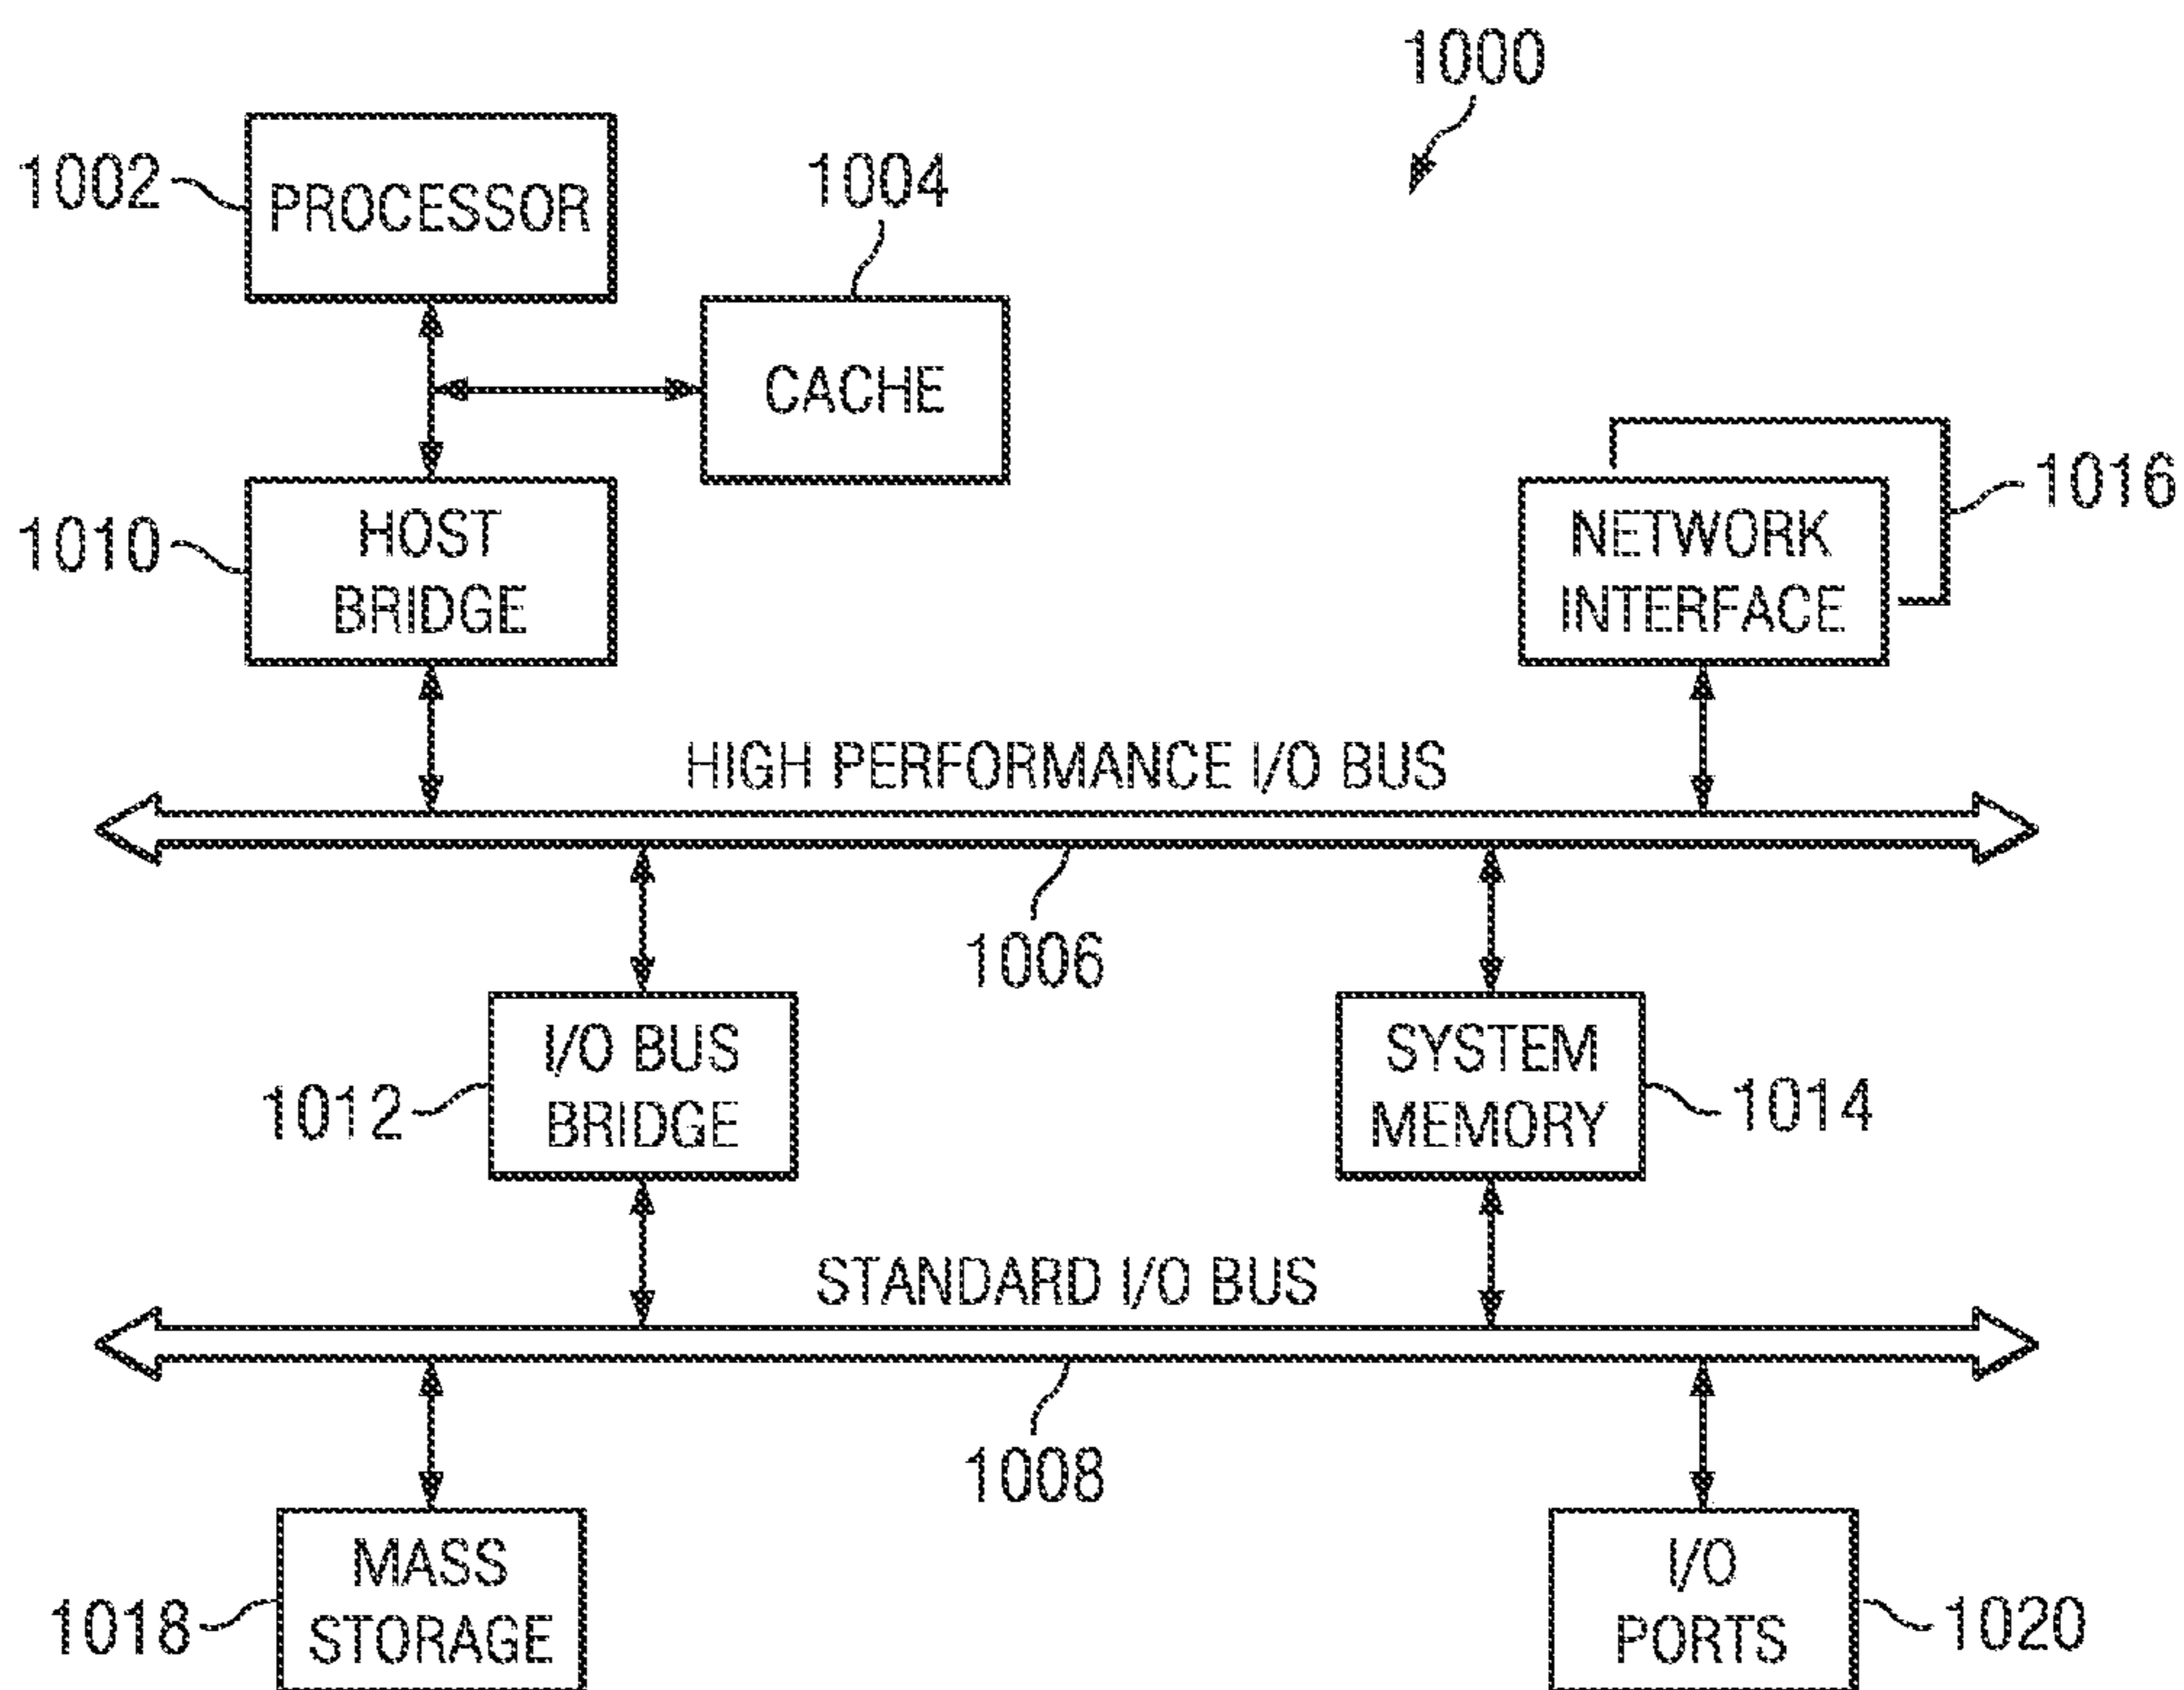 1000
1002
PROCESSOR
1004
CACHE
1010
HOST
BRIDGE
NETWORK
INTERFACE
1016
HIGH PERFORMANCE I/O BUS
1006
1012
I/O BUS
BRIDGE
SYSTEM
MEMORY
1014
STANDARD I/O BUS
1008
1018
MASS
STORAGE
I/O
PORTS
1020